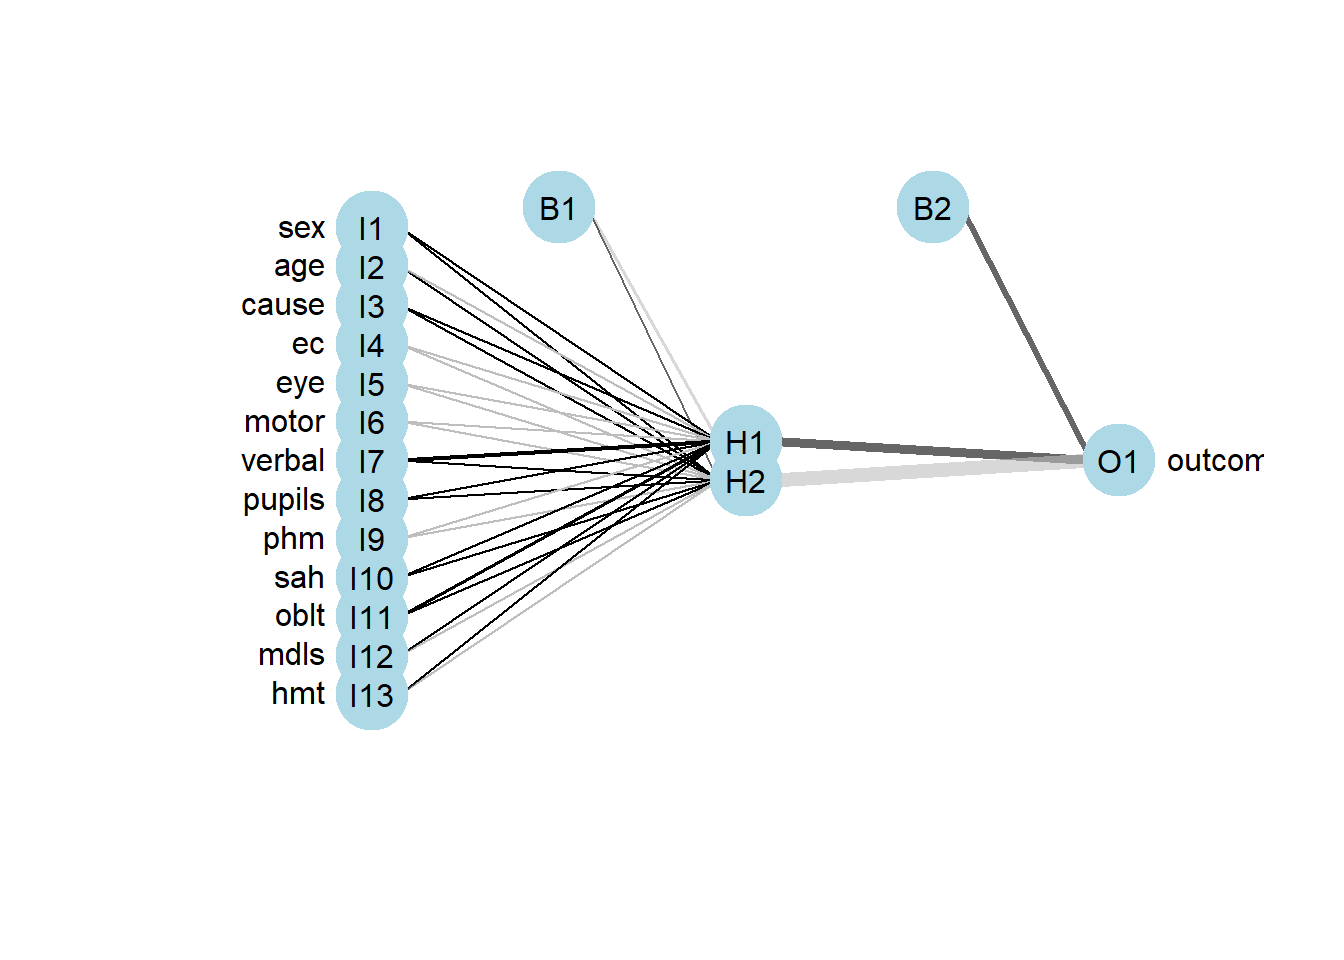 B1
B2
sex I1
age I2
cause I3
ec I4
eye I5
motor I6
verbal I7
pupils I8
phm I9
sah I10
oblt I11
mdls I12
hmt I13
H1
H2
O1 outcom